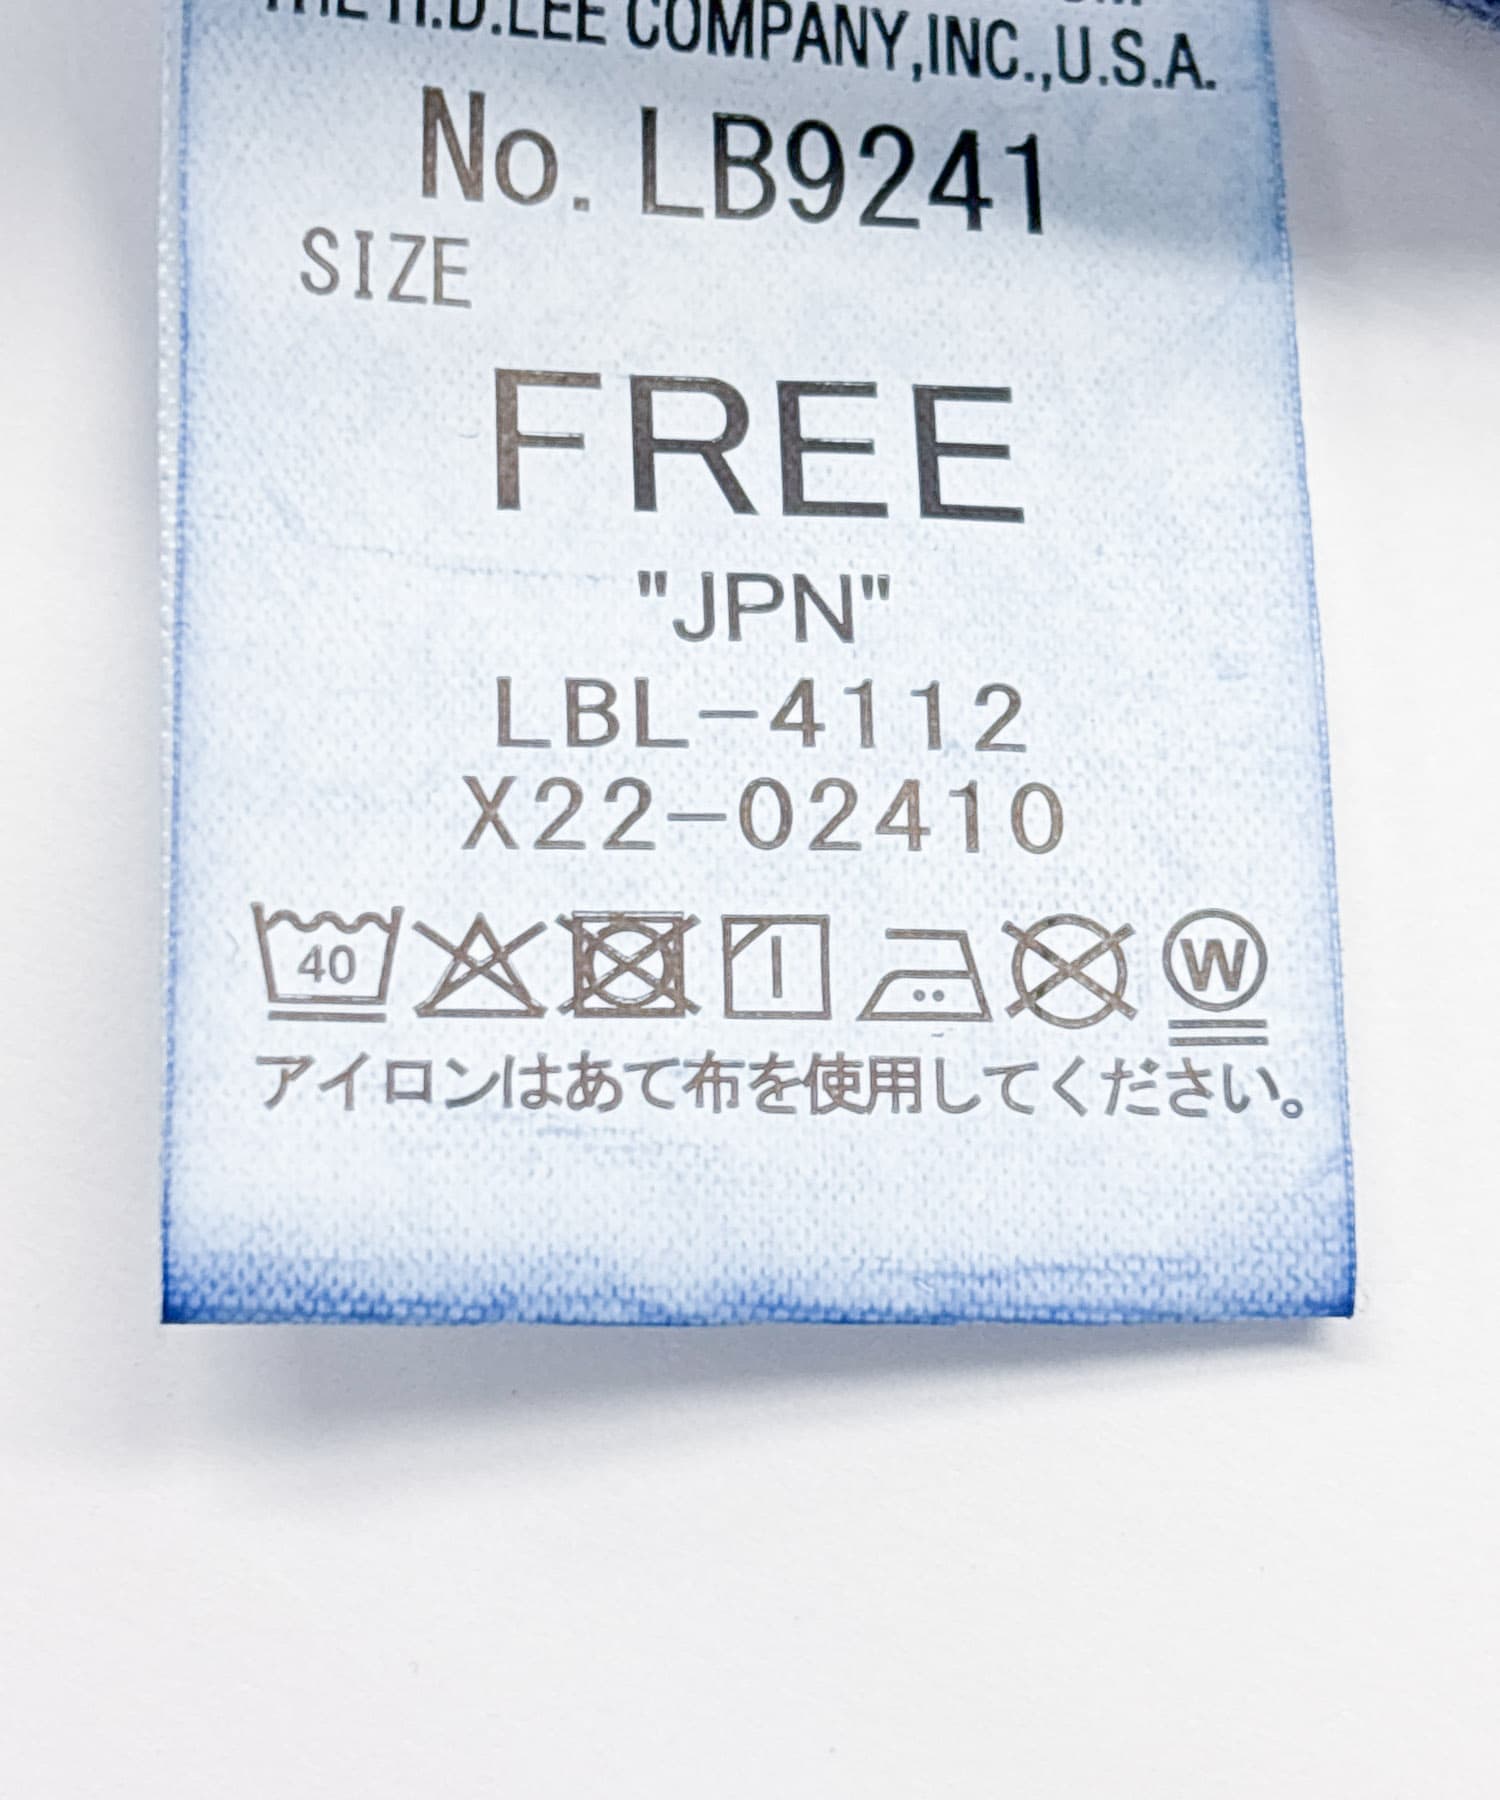 THE H.D.LEE COMPANY,INC.,U.S.A.
No. LB9241
SIZE
FREE
"JPN"
LBL-4112
X22-02410
40 W
アイロンはあて布を使用してください。